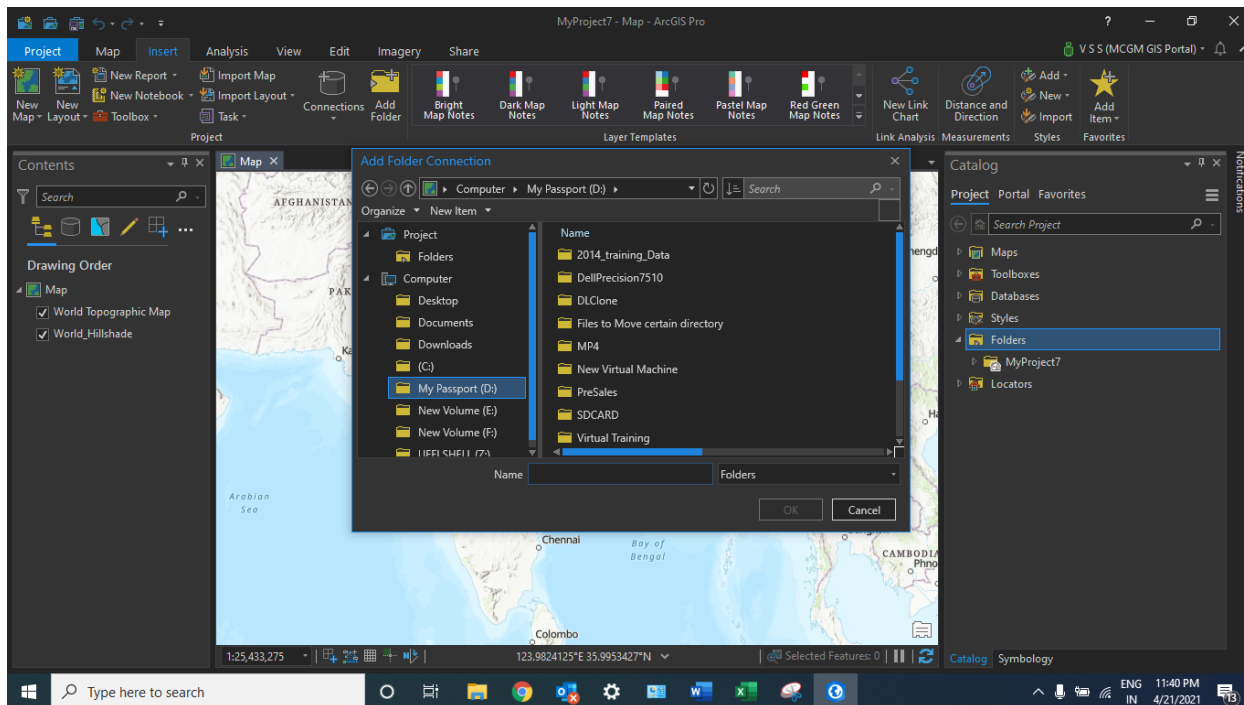 MyProject7 - Map - ArcGIS Pro
?
Project Map Insert Analysis View Edit Imagery Share
V S S (MCGM GIS Portal)
New Map
New Layout
New Report
New Notebook
Toolbox
Import Map
Import Layout
Task
Connections
Add Folder
Bright Map Notes
Dark Map Notes
Light Map Notes
Paired Map Notes
Pastel Map Notes
Red Green Map Notes
New Link Chart
Distance and Direction
Add
New
Import
Add Item
Project
Layer Templates
Link Analysis
Measurements
Styles
Favorites
Contents
Search
Drawing Order
Map
World Topographic Map
World_Hillshade
Map
AFGHANISTAN
PAK
Ka
Arabian
Sea
Add Folder Connection
Computer My Passport (D:)
Search
Organize New Item
Project
Folders
Computer
Desktop
Documents
Downloads
(C:)
My Passport (D:)
New Volume (E:)
New Volume (F:)
UFFLSHELL (Z:)
Name
2014_training_Data
DellPrecision7510
DLClone
Files to Move certain directory
MP4
New Virtual Machine
PreSales
SDCARD
Virtual Training
Name
Folders
OK Cancel
hengd
Ha
Chennai
Bay of
Bengal
CAMBODIA
Phno
Colombo
1:25,433,275
123.9824125°E 35.9953427°N
Selected Features: 0
Catalog
Project Portal Favorites
Search Project
Maps
Toolboxes
Databases
Styles
Folders
MyProject7
Locators
Catalog Symbology
Notifications
Type here to search
ENG
IN
11:40 PM
4/21/2021
13